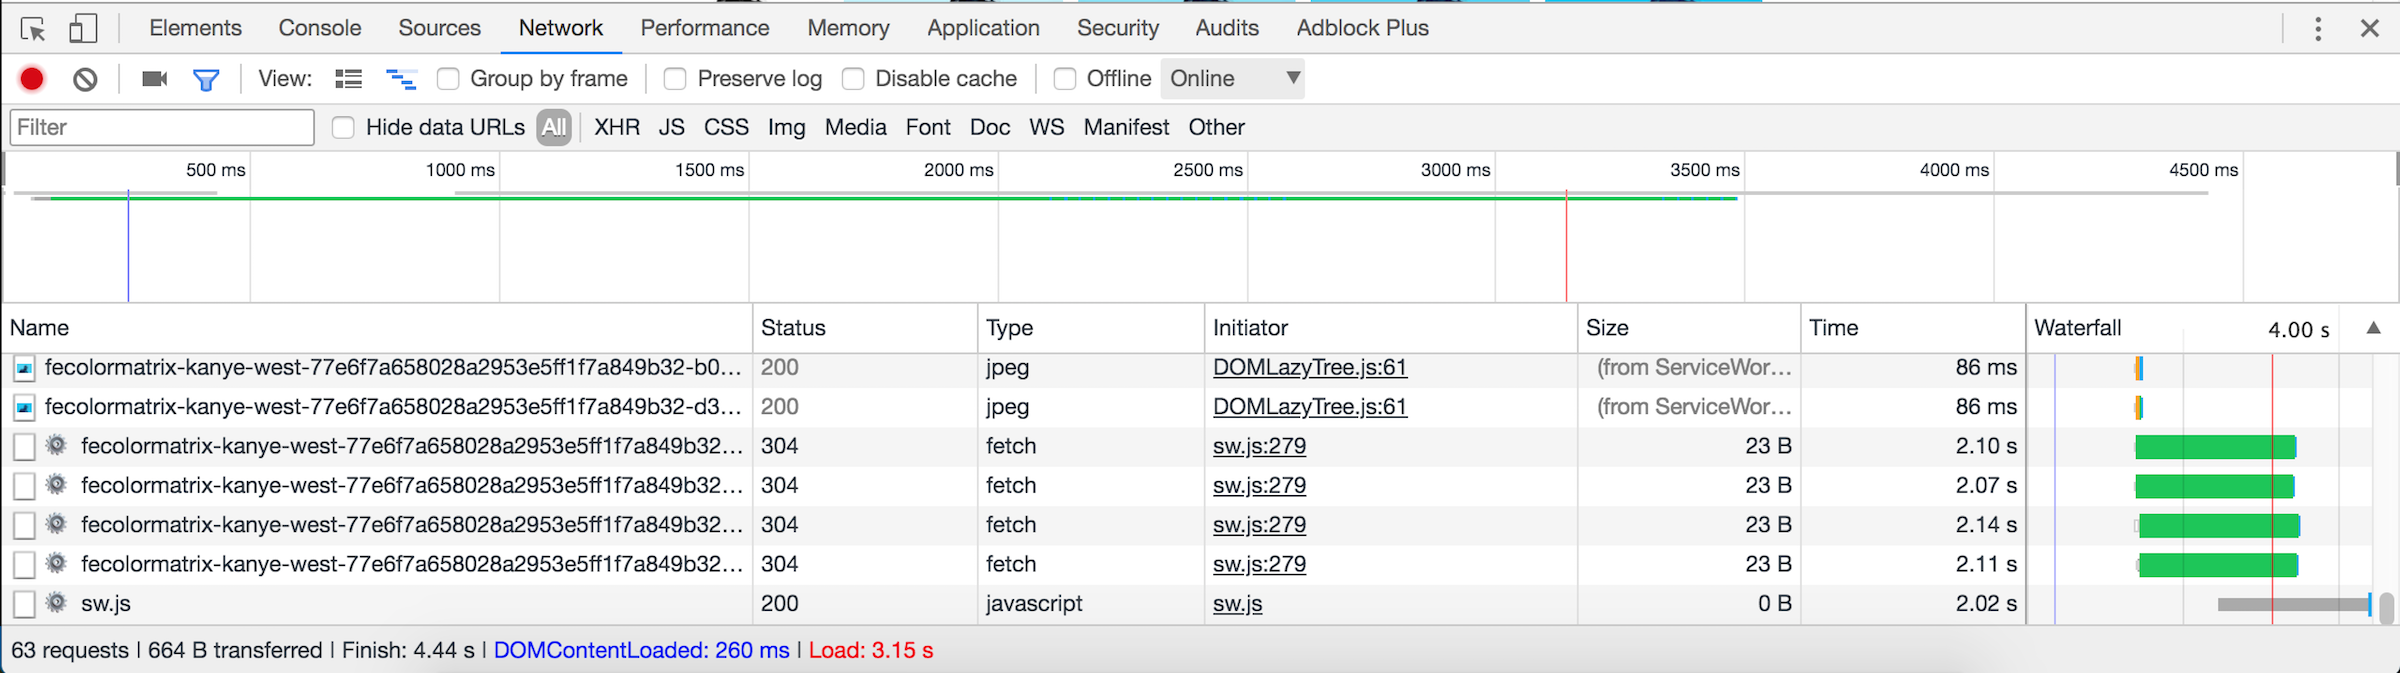 Elements Console Sources Network Performance Memory Application Security Audits Adblock Plus
View: Group by frame Preserve log Disable cache Offline Online
Filter Hide data URLs All XHR JS CSS Img Media Font Doc WS Manifest Other
500 ms 1000 ms 1500 ms 2000 ms 2500 ms 3000 ms 3500 ms 4000 ms 4500 ms
Name Status Type Initiator Size Time Waterfall 4.00 s
fecolormatrix-kanye-west-77e6f7a658028a2953e5ff1f7a849b32-b0... 200 jpeg DOMLazyTree.js:61 (from ServiceWor... 86 ms
fecolormatrix-kanye-west-77e6f7a658028a2953e5ff1f7a849b32-d3... 200 jpeg DOMLazyTree.js:61 (from ServiceWor... 86 ms
fecolormatrix-kanye-west-77e6f7a658028a2953e5ff1f7a849b32... 304 fetch sw.js:279 23 B 2.10 s
fecolormatrix-kanye-west-77e6f7a658028a2953e5ff1f7a849b32... 304 fetch sw.js:279 23 B 2.07 s
fecolormatrix-kanye-west-77e6f7a658028a2953e5ff1f7a849b32... 304 fetch sw.js:279 23 B 2.14 s
fecolormatrix-kanye-west-77e6f7a658028a2953e5ff1f7a849b32... 304 fetch sw.js:279 23 B 2.11 s
sw.js 200 javascript sw.js 0 B 2.02 s
63 requests | 664 B transferred | Finish: 4.44 s | DOMContentLoaded: 260 ms | Load: 3.15 s